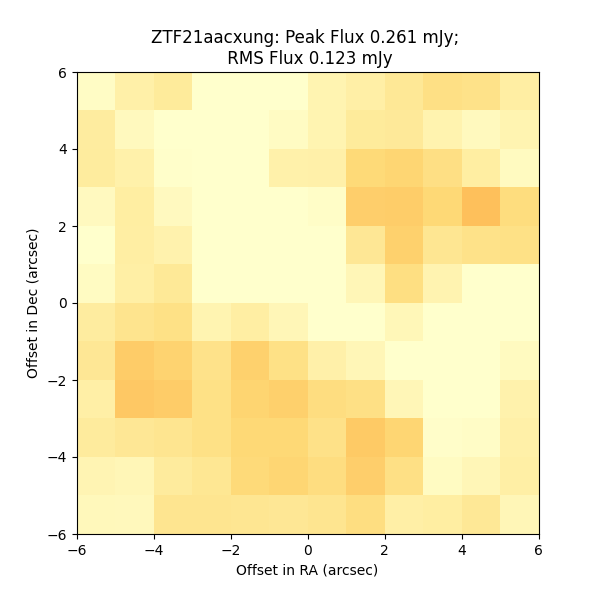 ZTF21aacxung: Peak Flux 0.261 mJy;
RMS Flux 0.123 mJy
6
4
2
0
−2
−4
−6
Offset in Dec (arcsec)
−6 −4 −2 0 2 4 6
Offset in RA (arcsec)